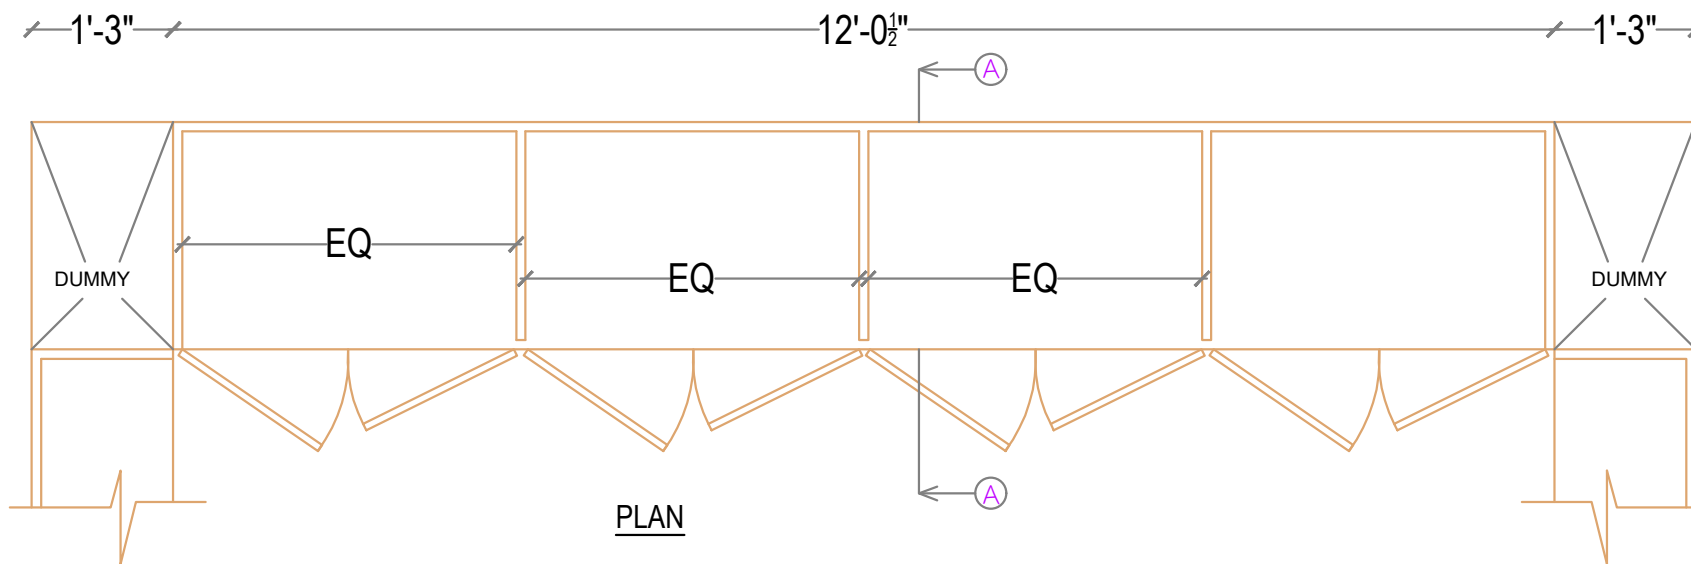 1'-3" 12'-0½" 1'-3"
A
EQ
EQ EQ
DUMMY DUMMY
A
PLAN